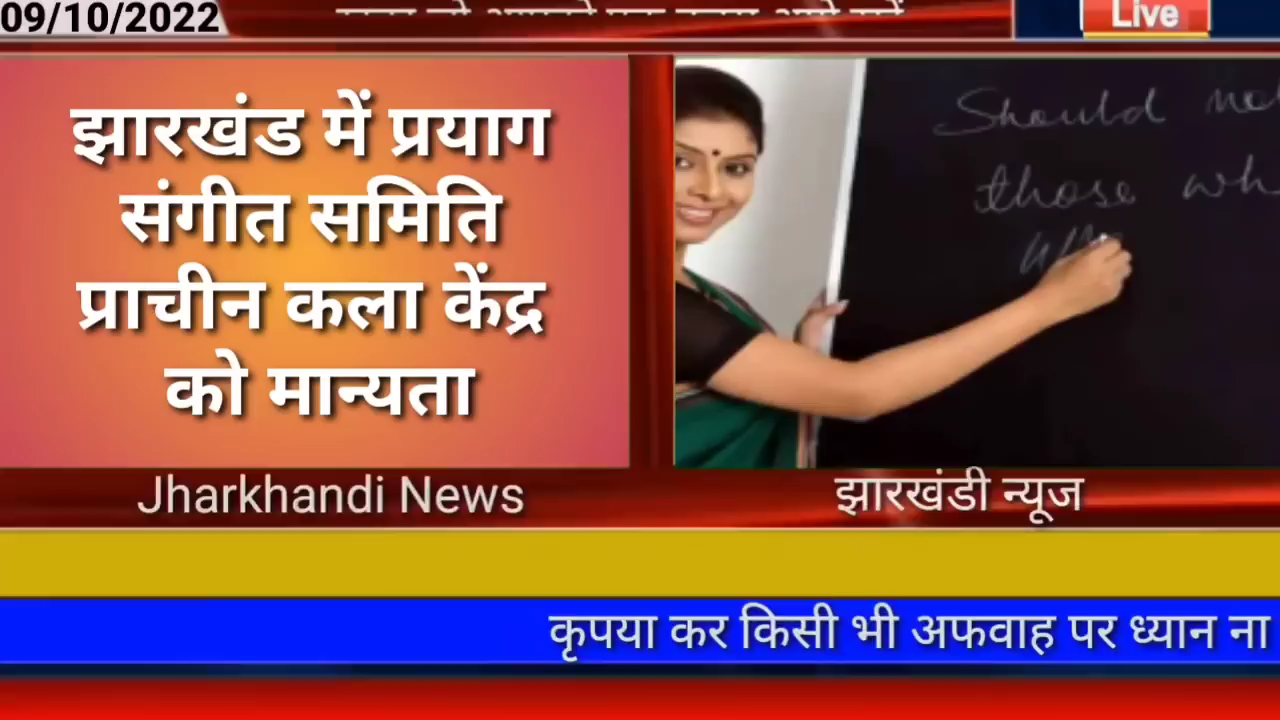 09/10/2022
Live
झारखंड में प्रयाग
संगीत समिति
प्राचीन कला केंद्र
को मान्यता
Should
those
Jharkhandi News
झारखंडी न्यूज
कृपया कर किसी भी अफवाह पर ध्यान ना